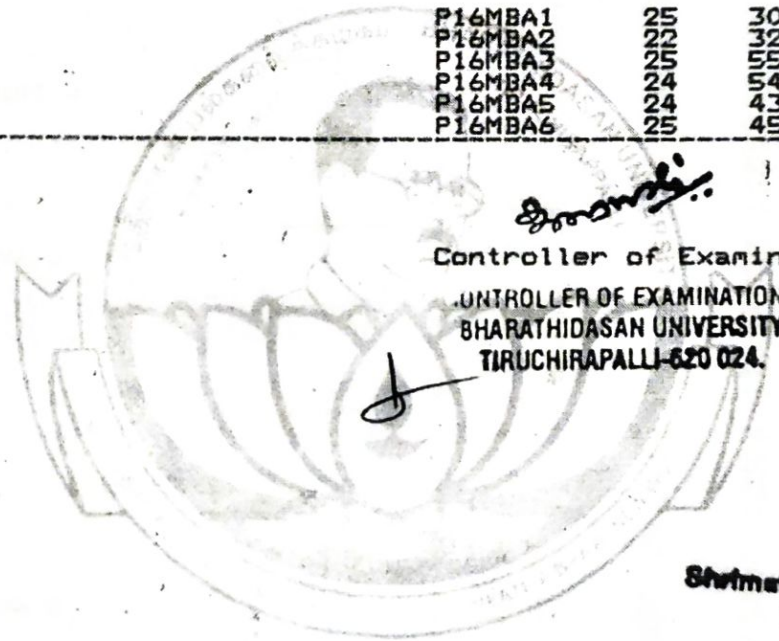 P16MBA1 25 30
P16MBA2 22 32
P16MBA3 25 55
P16MBA4 24 54
P16MBA5 24 43
P16MBA6 25 45
Controller of Examin
.UNTROLLER OF EXAMINATION
BHARATHIDASAN UNIVERSITY
TIRUCHIRAPALLI-620 024.